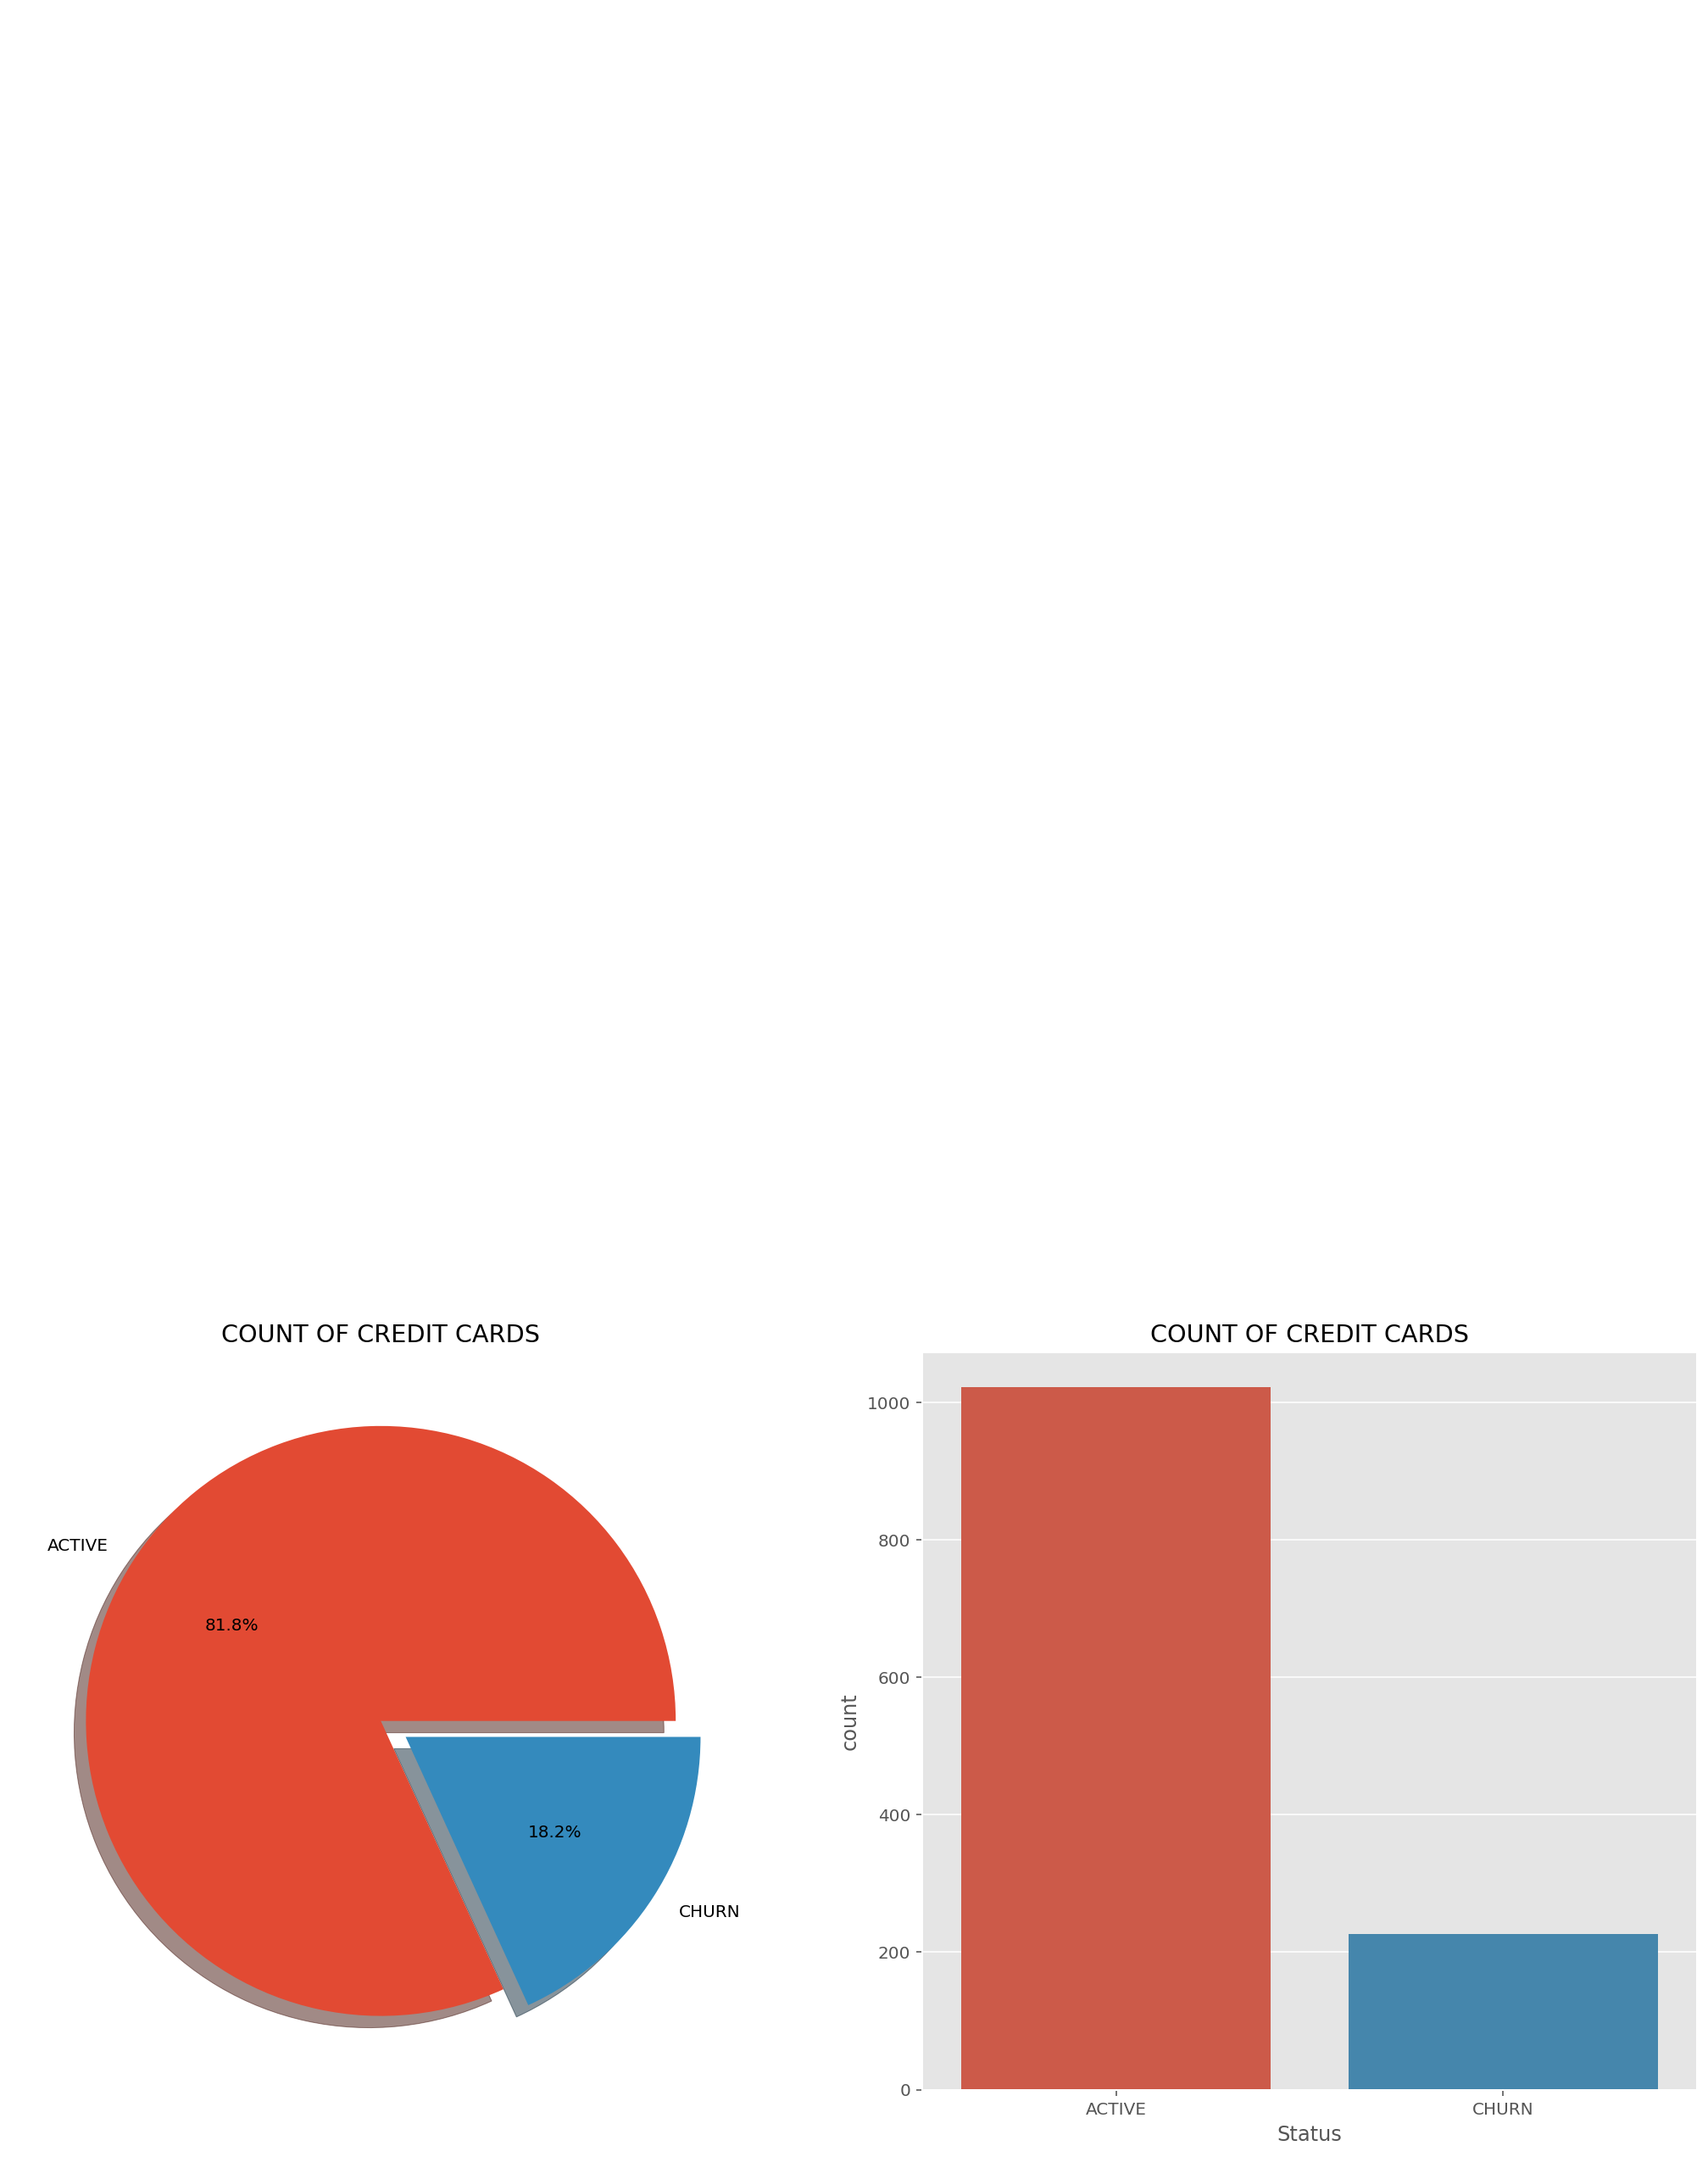 COUNT OF CREDIT CARDS
ACTIVE
81.8%
18.2%
CHURN
COUNT OF CREDIT CARDS
1000
800
600
400
200
0
count
ACTIVE
CHURN
Status